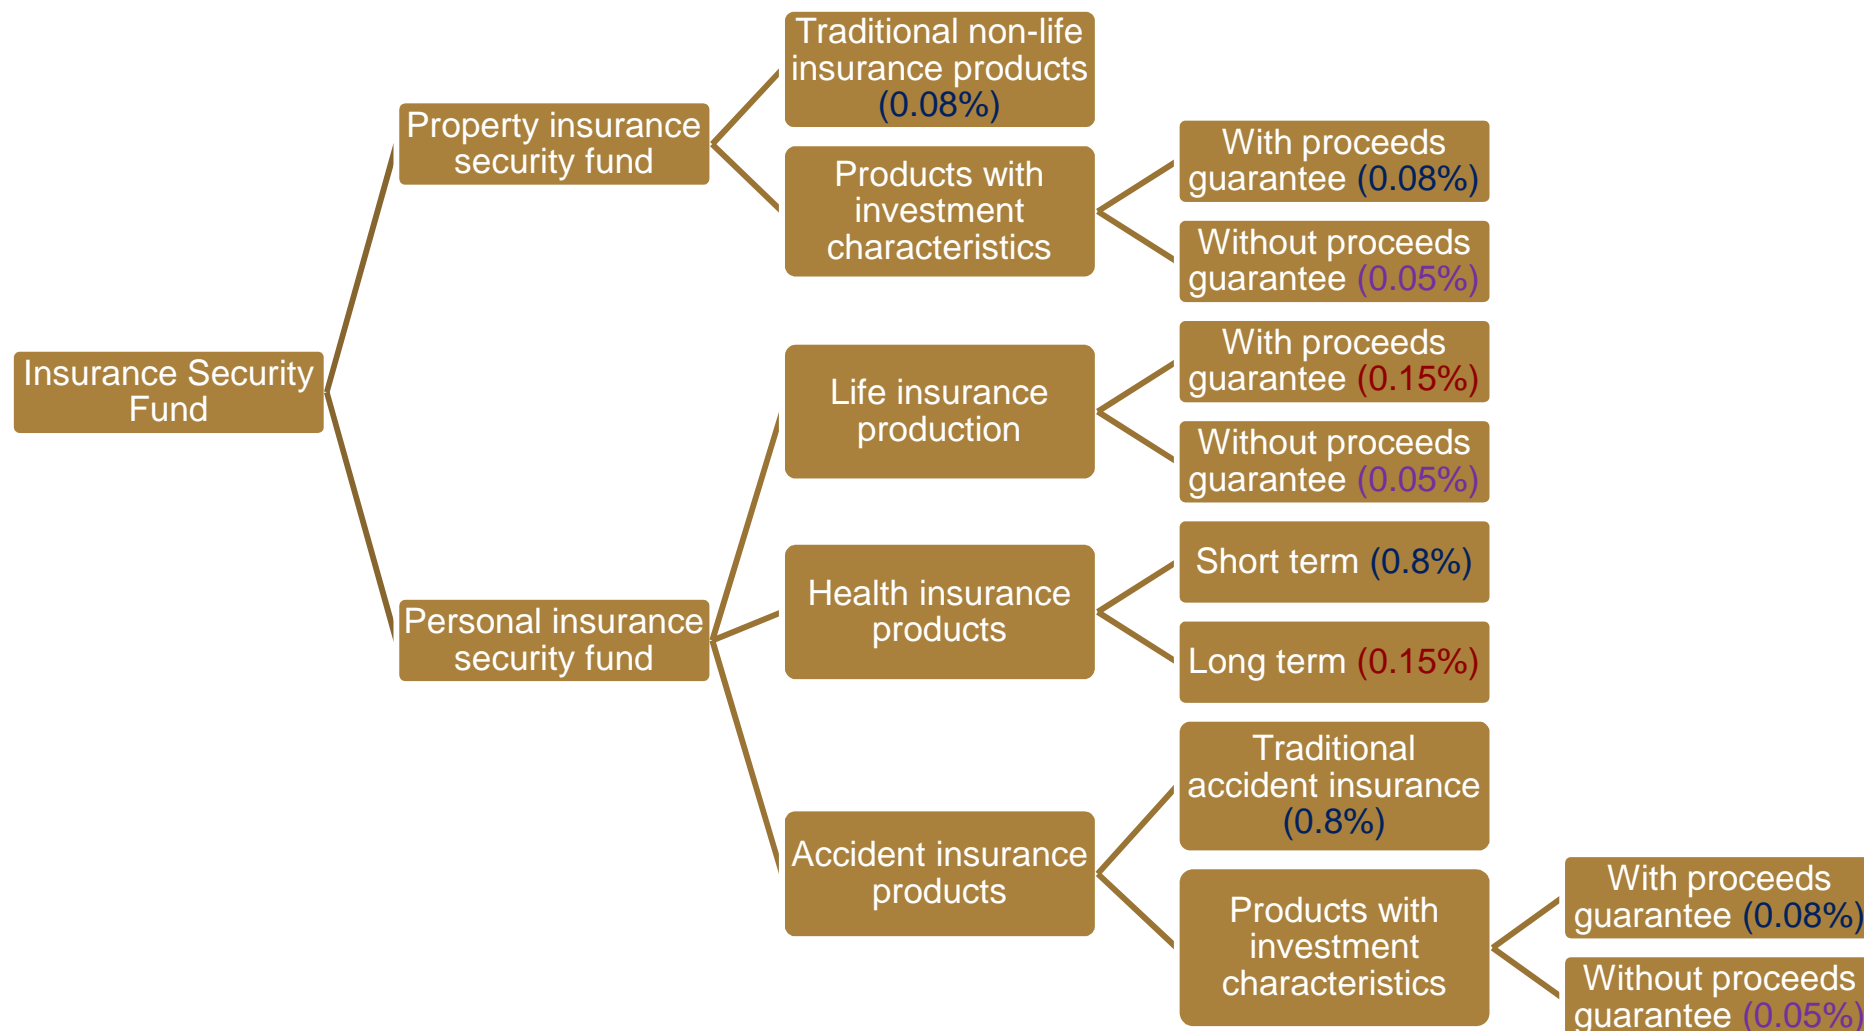 Insurance Security
Fund
Property insurance
security fund
Traditional non-life
insurance products
(0.08%)
Products with
investment
characteristics
With proceeds
guarantee (0.08%)
Without proceeds
guarantee (0.05%)
Personal insurance
security fund
Life insurance
production
With proceeds
guarantee (0.15%)
Without proceeds
guarantee (0.05%)
Health insurance
products
Short term (0.8%)
Long term (0.15%)
Accident insurance
products
Traditional
accident insurance
(0.8%)
Products with
investment
characteristics
With proceeds
guarantee (0.08%)
Without proceeds
guarantee (0.05%)